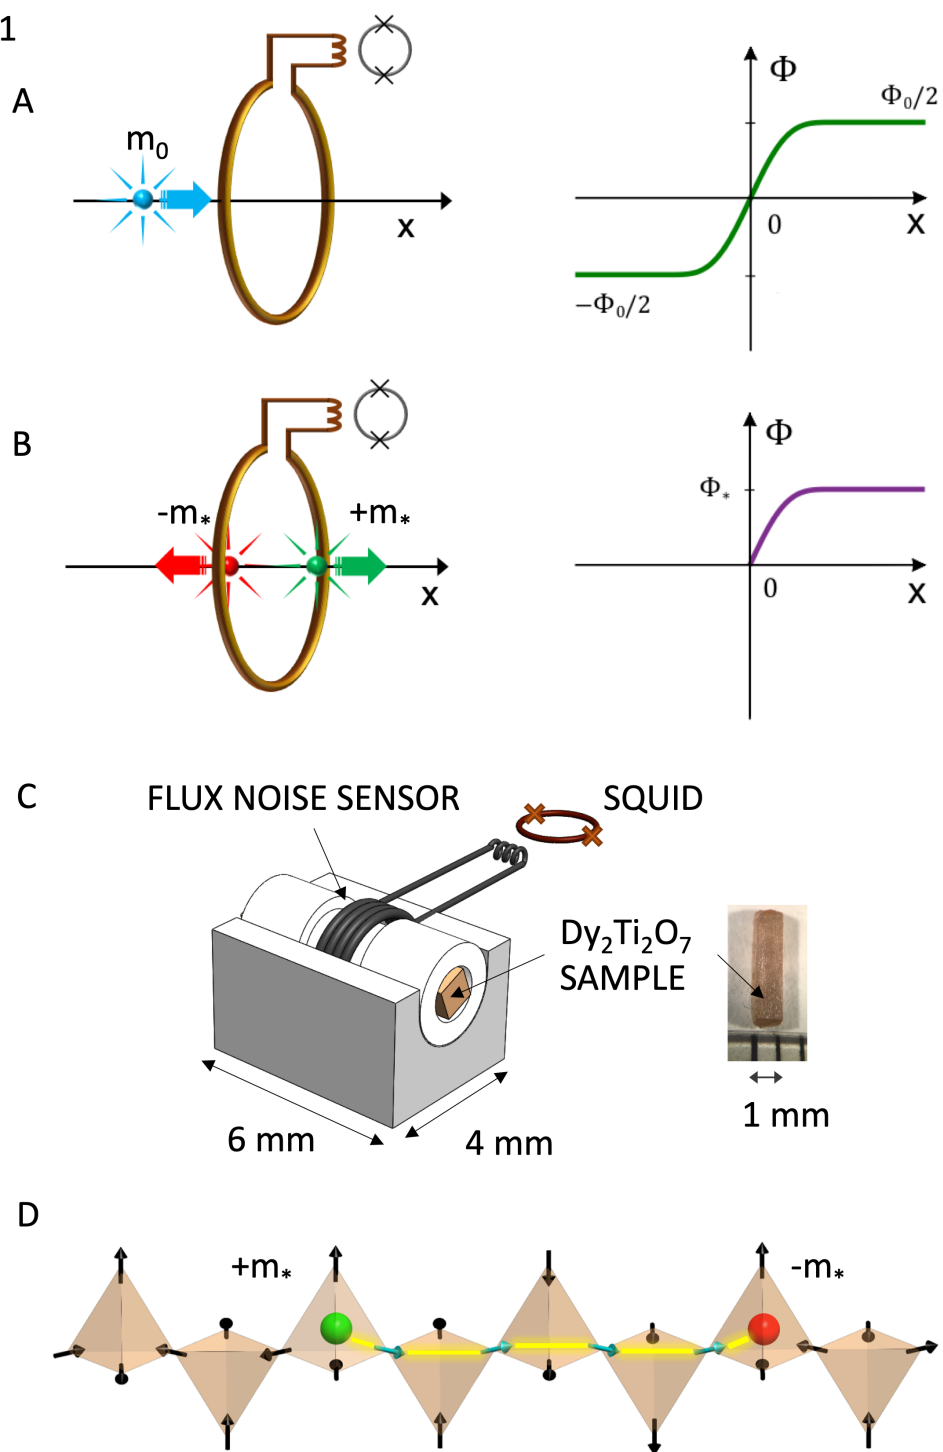 1
A
m₀
x
Φ
Φ₀/2
0
x
−Φ₀/2
B
-m*
+m*
x
Φ
Φ*
0
x
C
FLUX NOISE SENSOR
SQUID
Dy₂Ti₂O₇
SAMPLE
6 mm
4 mm
1 mm
D
+m*
-m*